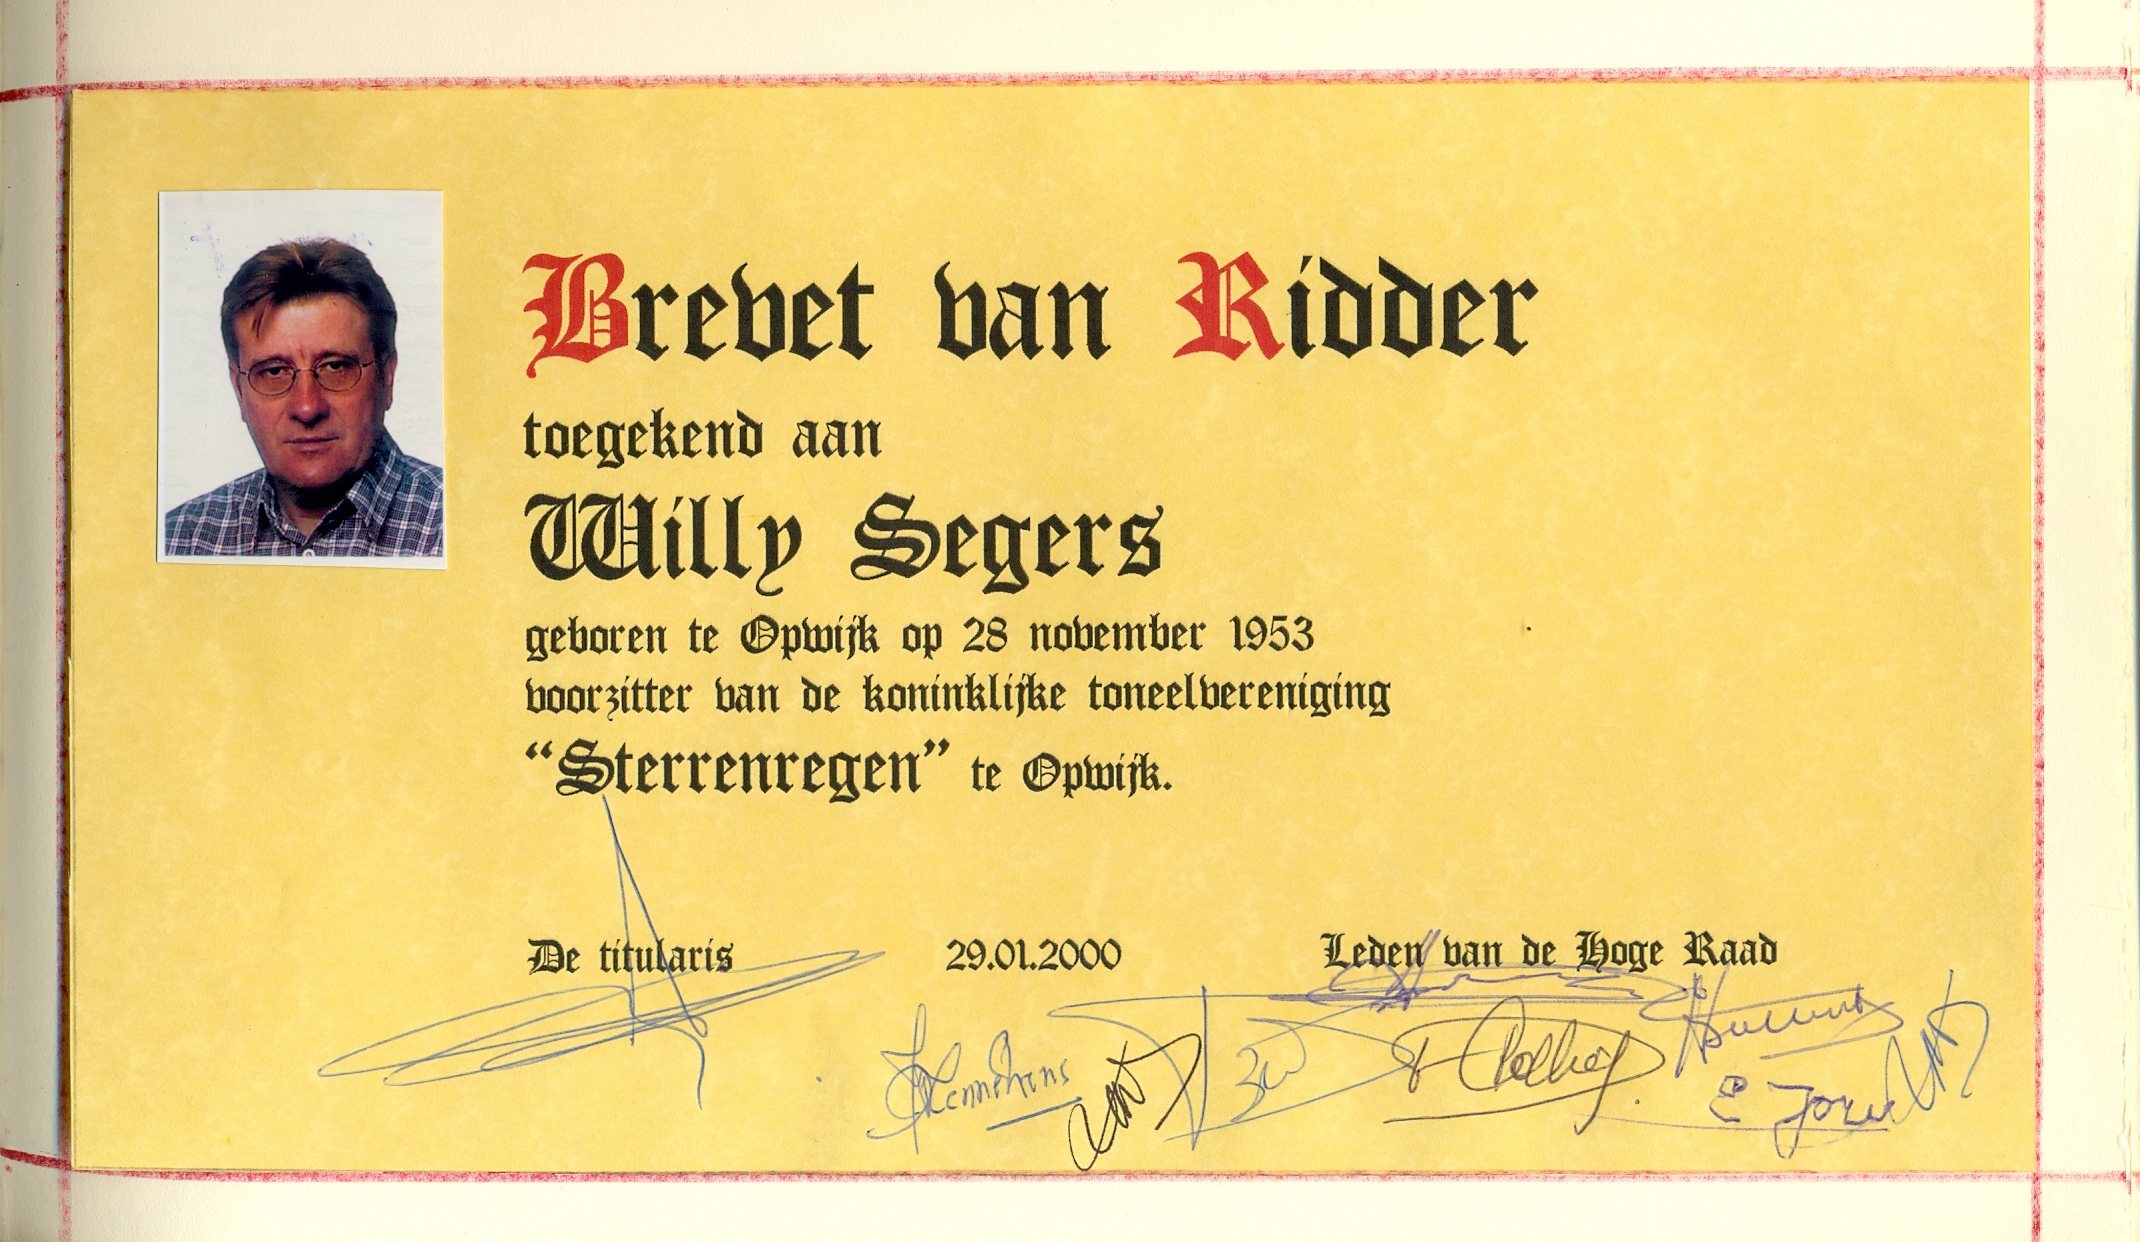 Brevet van Ridder
toegekend aan
Willy Segers
geboren te Opwijk op 28 november 1953
voorzitter van de koninklijke toneelvereniging
“Sterrenregen” te Opwijk.
De titularis 29.01.2000 Leden van de Hoge Raad